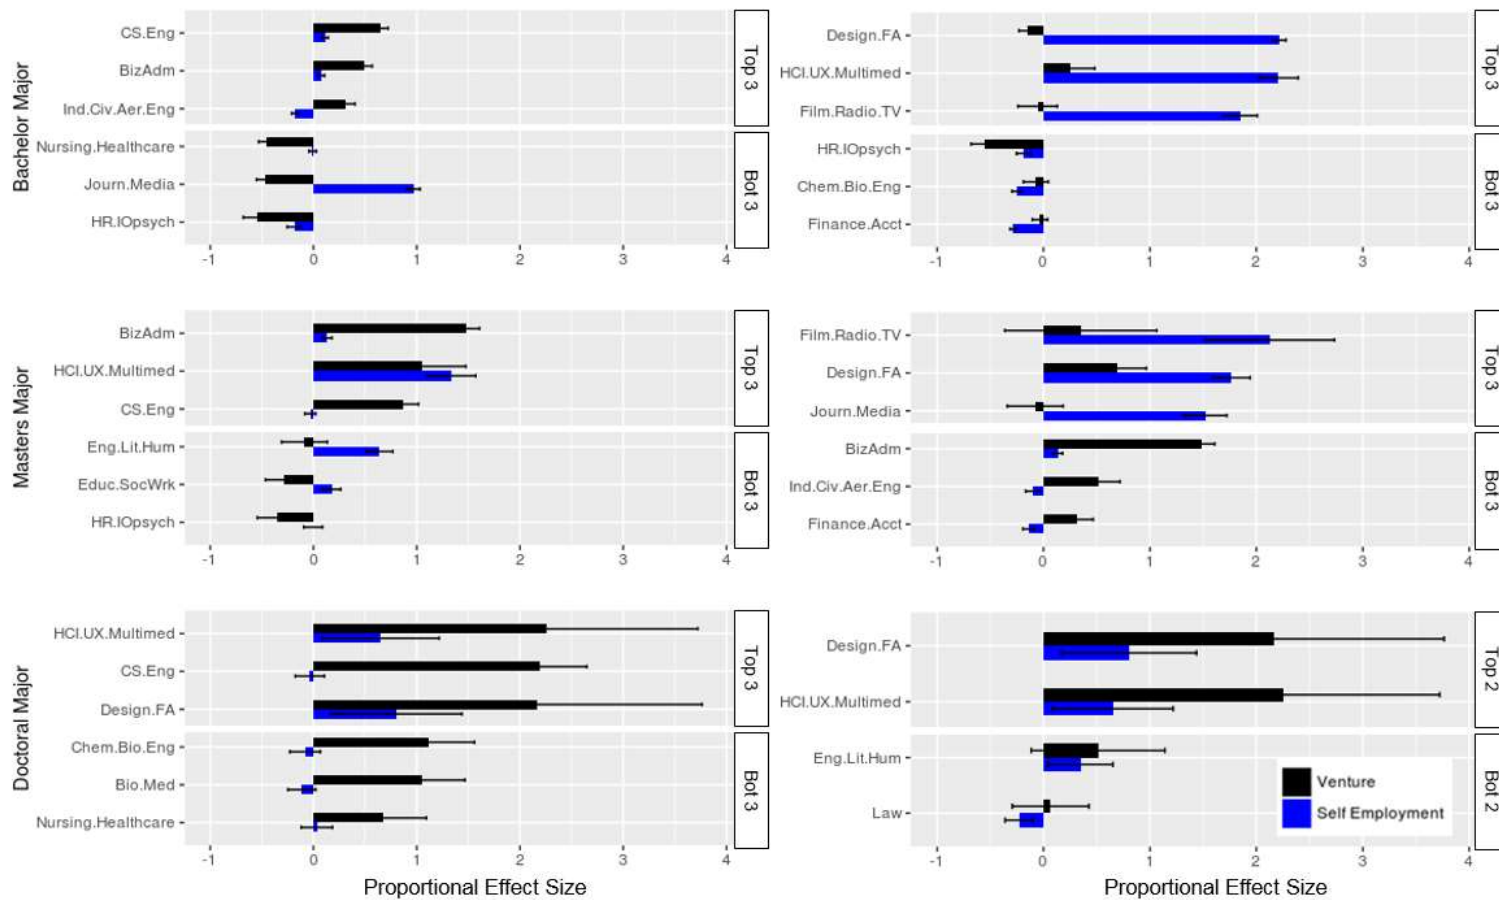 Bachelor Major
CS.Eng
BizAdm
Ind.Civ.Aer.Eng
Top 3
Nursing.Healthcare
Journ.Media
HR.IOpsych
Bot 3
-1 0 1 2 3 4
Design.FA
HCI.UX.Multimed
Film.Radio.TV
Top 3
HR.IOpsych
Chem.Bio.Eng
Finance.Acct
Bot 3
-1 0 1 2 3 4
Masters Major
BizAdm
HCI.UX.Multimed
CS.Eng
Top 3
Eng.Lit.Hum
Educ.SocWrk
HR.IOpsych
Bot 3
-1 0 1 2 3 4
Film.Radio.TV
Design.FA
Journ.Media
Top 3
BizAdm
Ind.Civ.Aer.Eng
Finance.Acct
Bot 3
-1 0 1 2 3 4
Doctoral Major
HCI.UX.Multimed
CS.Eng
Design.FA
Top 3
Chem.Bio.Eng
Bio.Med
Nursing.Healthcare
Bot 3
-1 0 1 2 3 4
Proportional Effect Size
Design.FA
HCI.UX.Multimed
Top 2
Eng.Lit.Hum
Law
Bot 2
Venture
Self Employment
-1 0 1 2 3 4
Proportional Effect Size